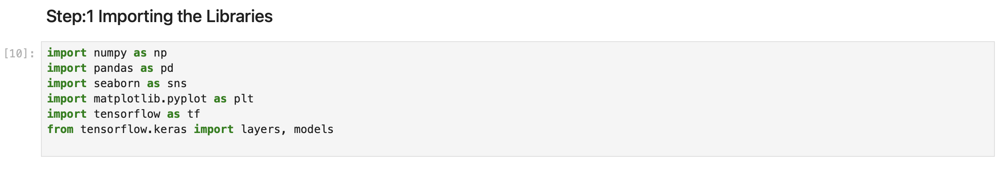 Step:1 Importing the Libraries
[10]:
import numpy as np
import pandas as pd
import seaborn as sns
import matplotlib.pyplot as plt
import tensorflow as tf
from tensorflow.keras import layers, models